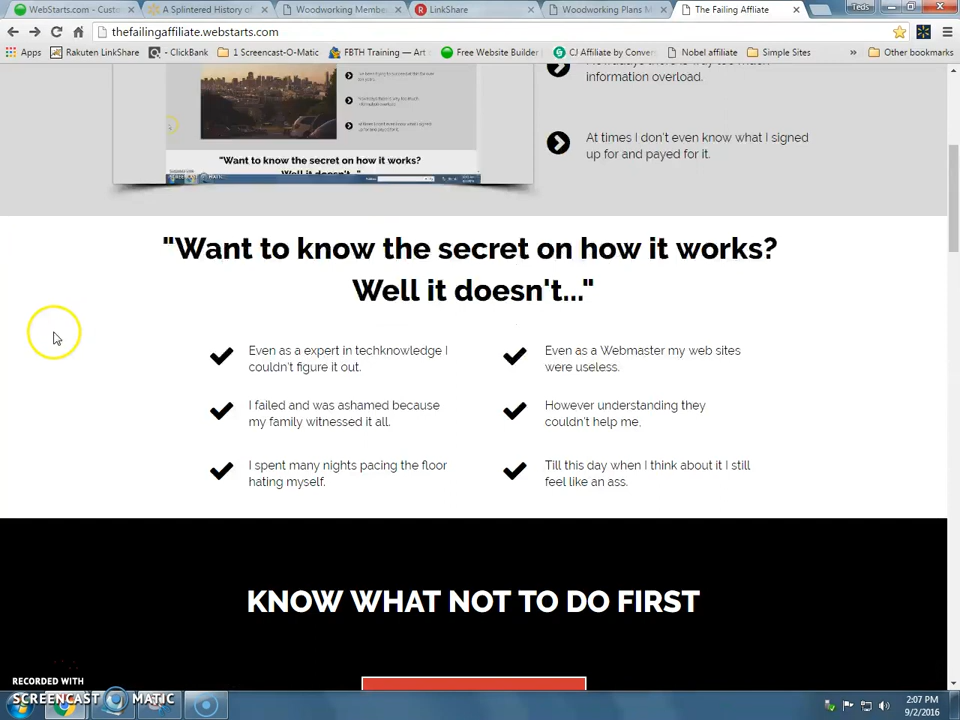 WebStarts.com - Custo
A Splintered History of
Woodworking Membe
LinkShare
Woodworking Plans M
The Failing Affliate
Teds
thefailingaffiliate.webstarts.com
Apps
Rakuten LinkShare
- ClickBank
1 Screencast-O-Matic
FBTH Training — Art
Free Website Builder
CJ Affiliate by Conver
Nobel affiliate
Simple Sites
»
Other bookmarks
information overload.
At times I don't even know what I signed
up for and payed for it.
"Want to know the secret on how it works?
"Want to know the secret on how it works?
Well it doesn't..."
Even as a expert in techknowledge I
couldn't figure it out.
Even as a Webmaster my web sites
were useless.
I failed and was ashamed because
my family witnessed it all.
However understanding they
couldn't help me.
I spent many nights pacing the floor
hating myself.
Till this day when I think about it I still
feel like an ass.
KNOW WHAT NOT TO DO FIRST
RECORDED WITH
SCREENCAST MATIC
2:07 PM
9/2/2016